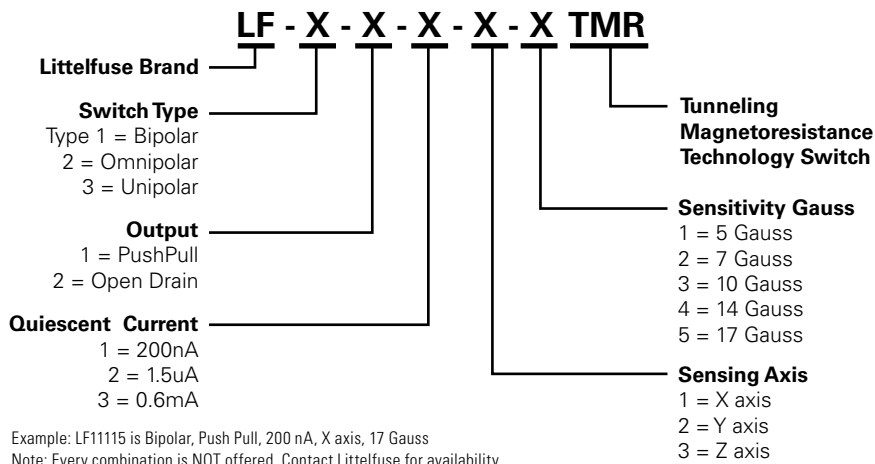 LF - X - X - X - X - X TMR
Littelfuse Brand
Switch Type
Type 1 = Bipolar
2 = Omnipolar
3 = Unipolar
Output
1 = PushPull
2 = Open Drain
Quiescent Current
1 = 200nA
2 = 1.5uA
3 = 0.6mA
Tunneling
Magnetoresistance
Technology Switch
Sensitivity Gauss
1 = 5 Gauss
2 = 7 Gauss
3 = 10 Gauss
4 = 14 Gauss
5 = 17 Gauss
Sensing Axis
1 = X axis
2 = Y axis
3 = Z axis
Example: LF11115 is Bipolar, Push Pull, 200 nA, X axis, 17 Gauss
Note: Every combination is NOT offered. Contact Littelfuse for availability